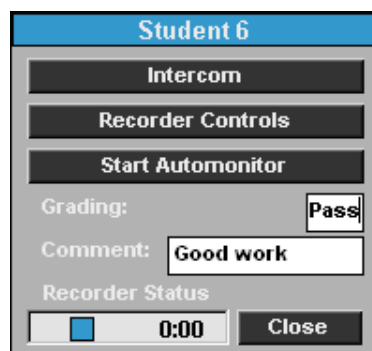 Student 6
Intercom
Recorder Controls
Start Automonitor
Grading: Pass
Comment: Good work
Recorder Status
0:00 Close